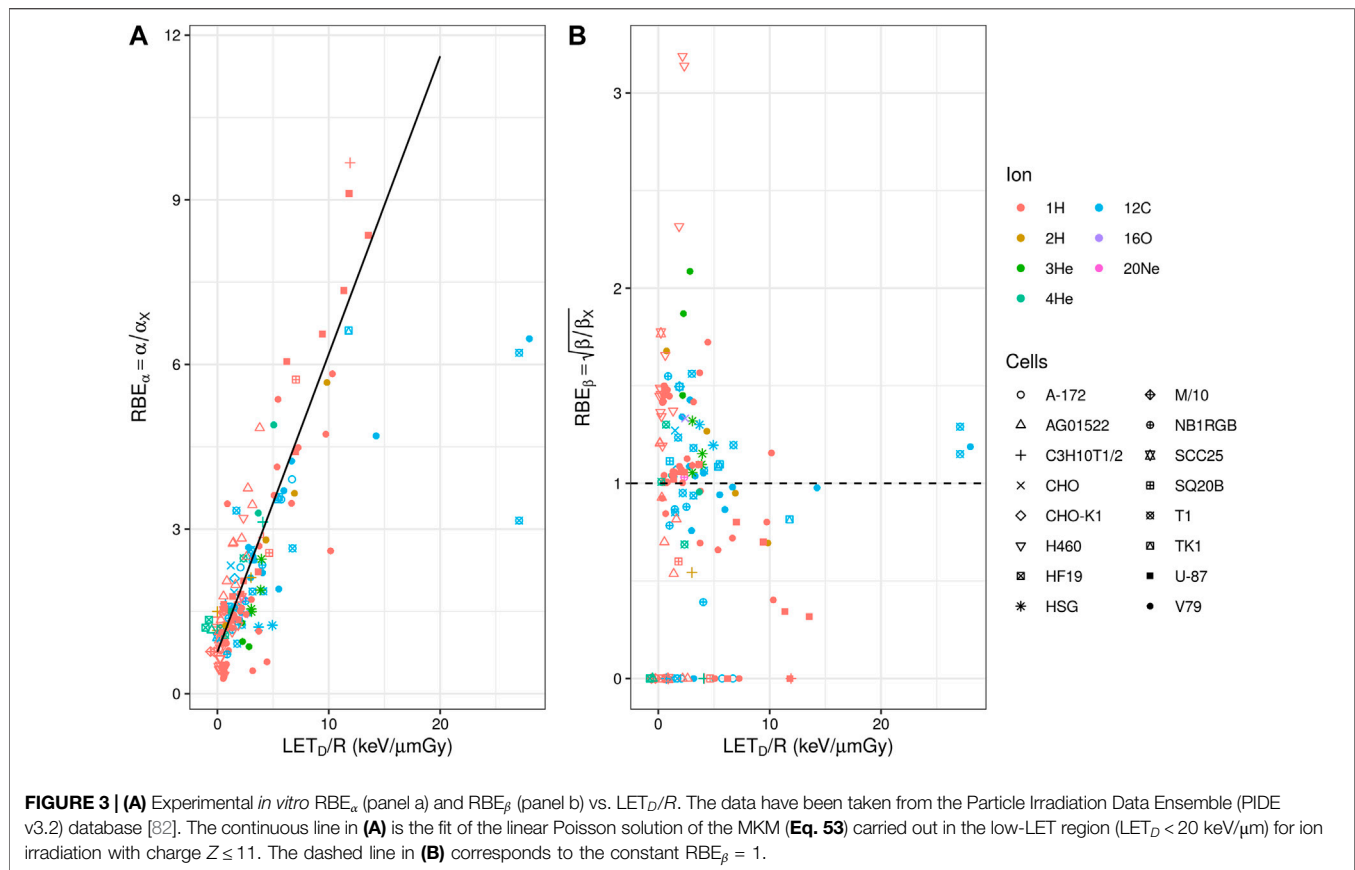 A
B
12
9
6
3
0
RBEα = α/αX
0
10
20
LETD/R (keV/μmGy)
3
2
1
0
RBEβ = √β/βX
0
10
20
LETD/R (keV/μmGy)
Ion
1H
12C
2H
16O
3He
20Ne
4He
Cells
A-172
M/10
AG01522
NB1RGB
C3H10T1/2
SCC25
CHO
SQ20B
CHO-K1
T1
H460
TK1
HF19
U-87
HSG
V79
FIGURE 3 | (A) Experimental in vitro RBEα (panel a) and RBEβ (panel b) vs. LETD/R. The data have been taken from the Particle Irradiation Data Ensemble (PIDE
v3.2) database [82]. The continuous line in (A) is the fit of the linear Poisson solution of the MKM (Eq. 53) carried out in the low-LET region (LETD < 20 keV/μm) for ion
irradiation with charge Z ≤ 11. The dashed line in (B) corresponds to the constant RBEβ = 1.